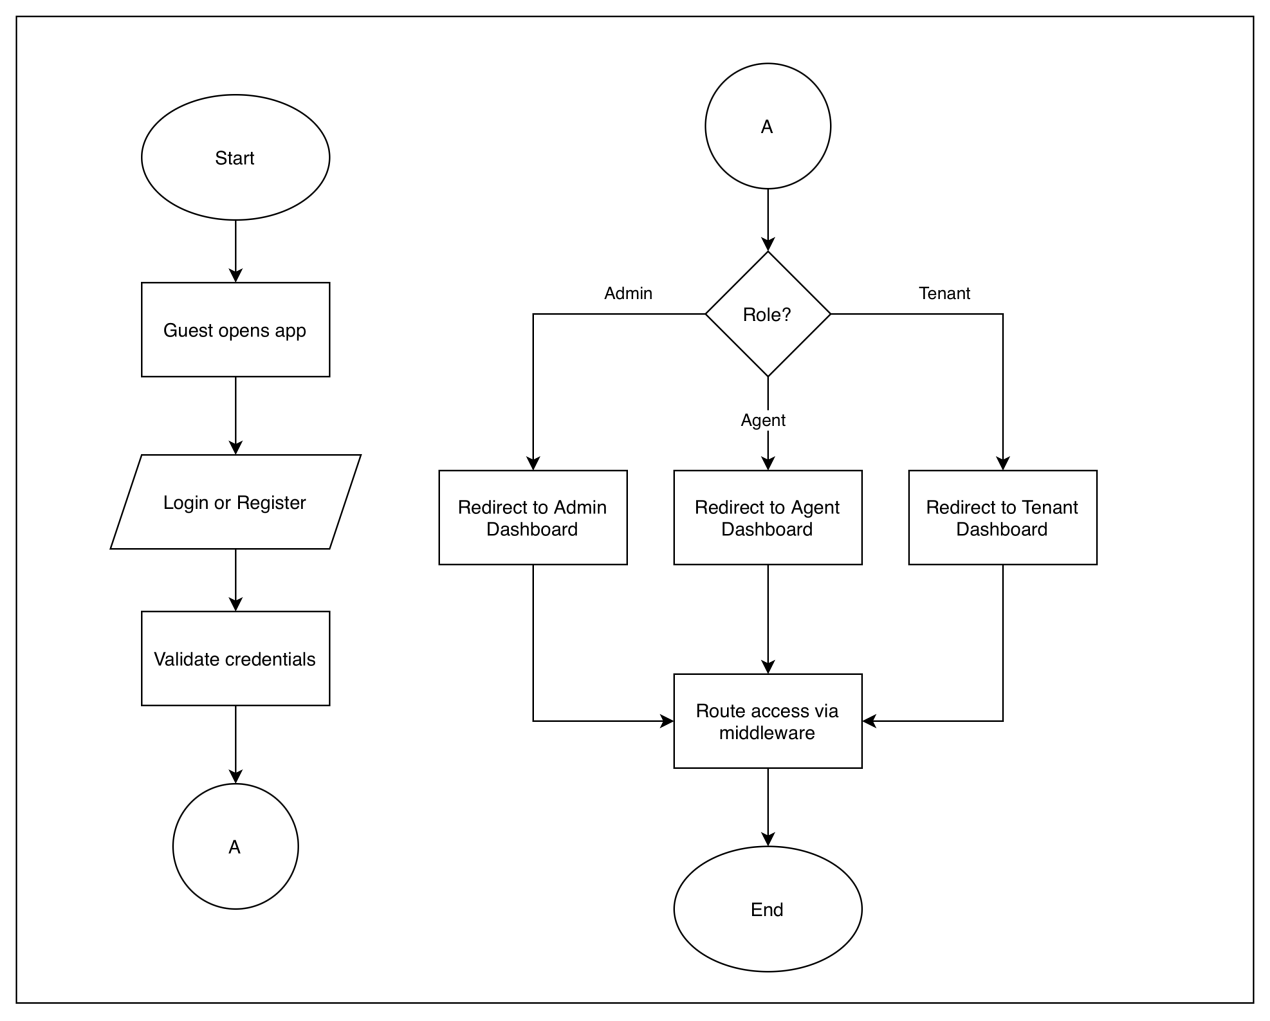 Start
Guest opens app
Login or Register
Validate credentials
A
A
Role?
Admin
Agent
Tenant
Redirect to Admin
Dashboard
Redirect to Agent
Dashboard
Redirect to Tenant
Dashboard
Route access via
middleware
End